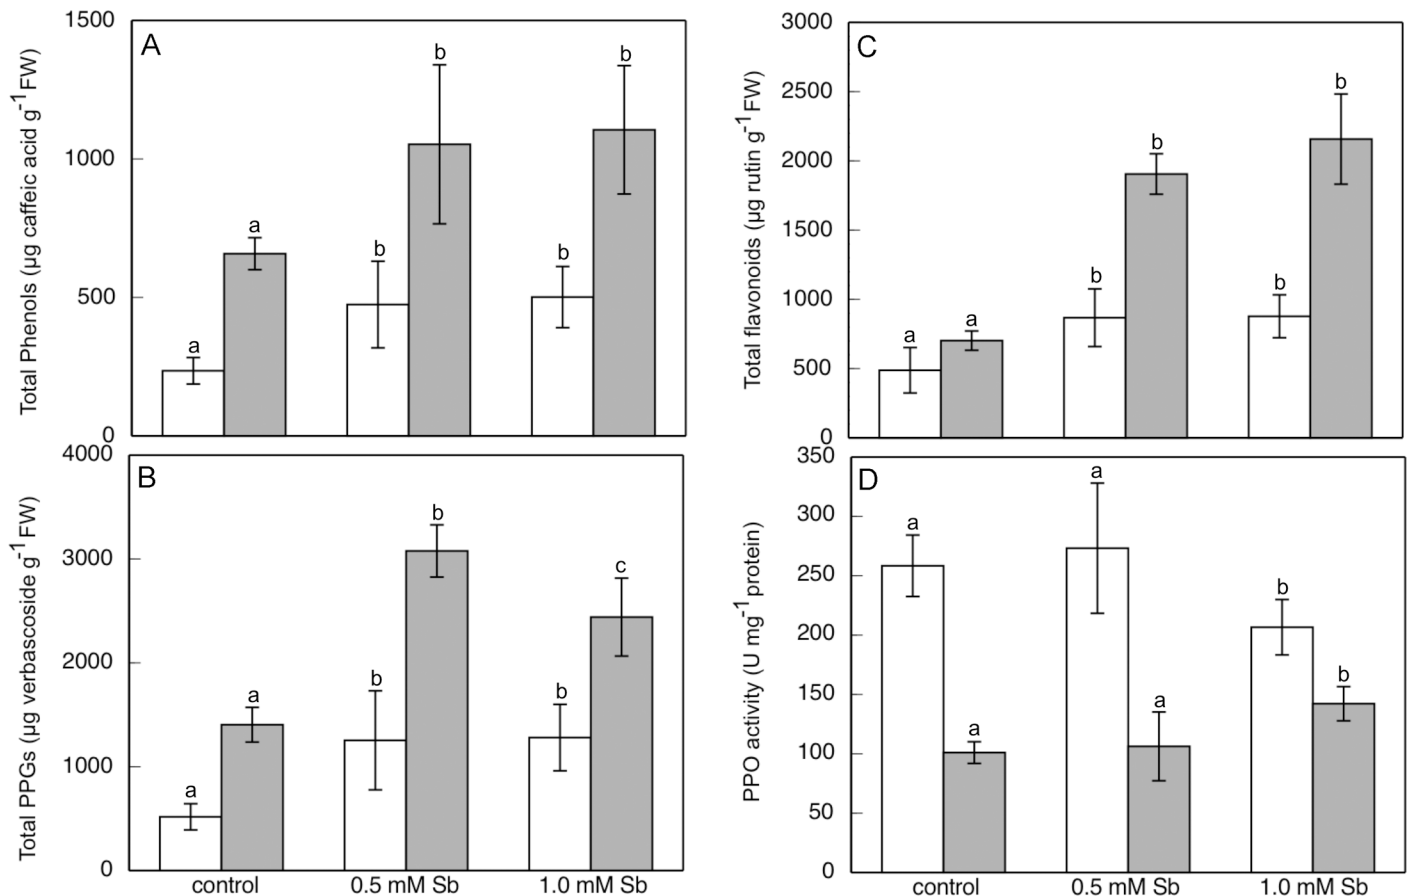 A
Total Phenols (µg caffeic acid g-1 FW)
1500
1000
500
0
a
a
b
b
b
b
C
Total flavonoids (µg rutin g-1 FW)
3000
2500
2000
1500
1000
500
0
a
a
b
b
b
b
B
Total PPGs (µg verbascoside g-1 FW)
4000
3000
2000
1000
0
a
a
b
b
b
c
control
0.5 mM Sb
1.0 mM Sb
D
PPO activity (U mg-1 protein)
350
300
250
200
150
100
50
0
a
a
a
a
b
b
control
0.5 mM Sb
1.0 mM Sb